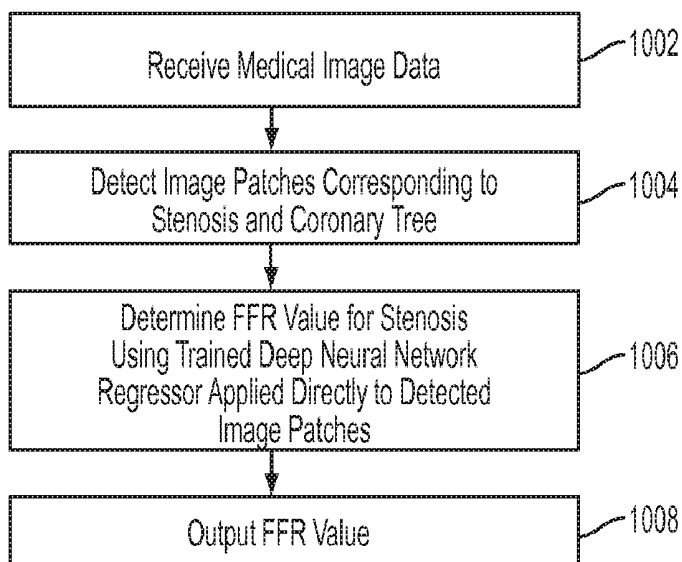 Receive Medical Image Data
1002
Detect Image Patches Corresponding to
Stenosis and Coronary Tree
1004
Determine FFR Value for Stenosis
Using Trained Deep Neural Network
Regressor Applied Directly to Detected
Image Patches
1006
Output FFR Value
1008